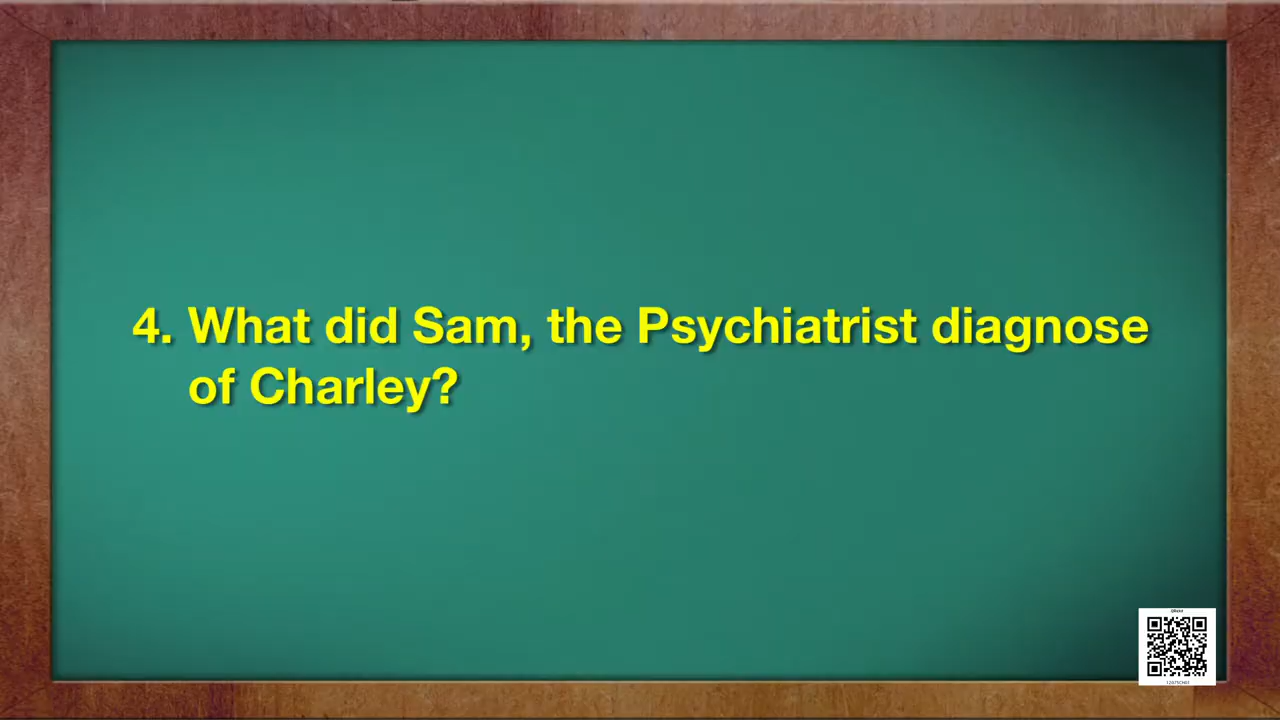 4. What did Sam, the Psychiatrist diagnose
of Charley?